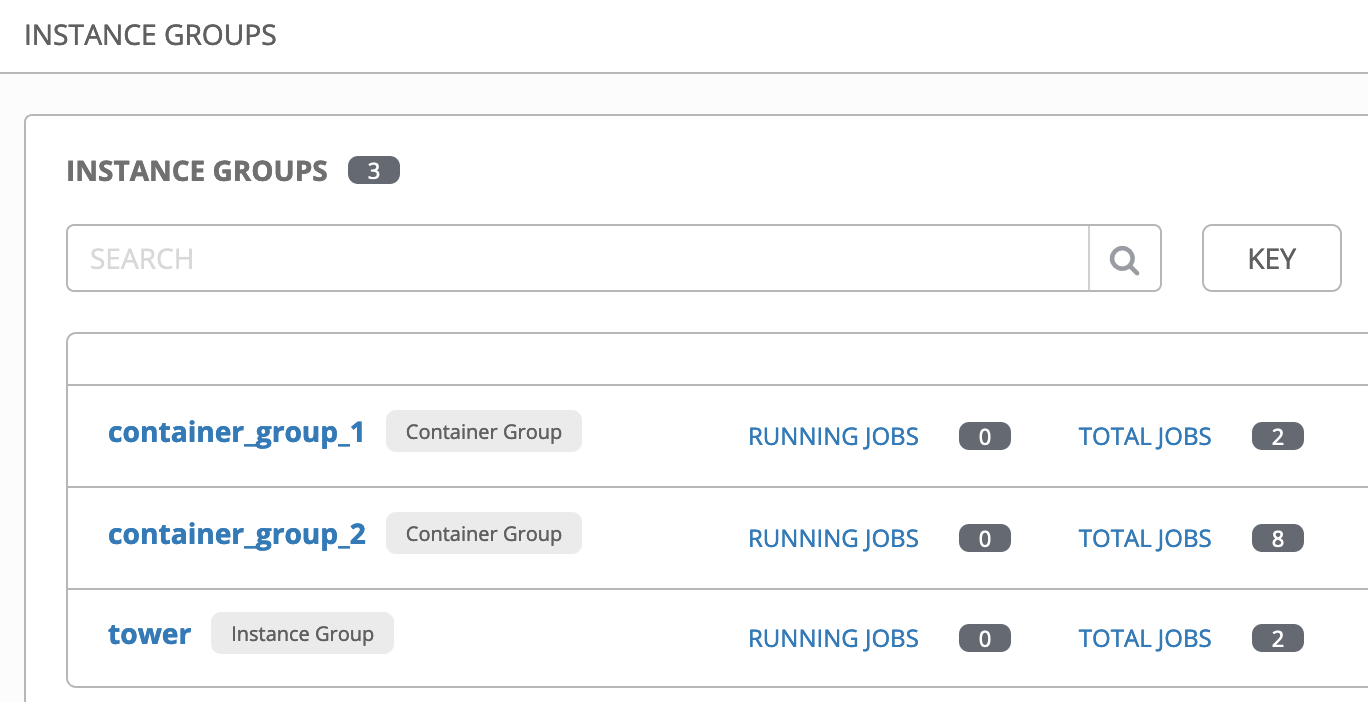 INSTANCE GROUPS
INSTANCE GROUPS 3
SEARCH KEY
container_group_1 Container Group RUNNING JOBS 0 TOTAL JOBS 2
container_group_2 Container Group RUNNING JOBS 0 TOTAL JOBS 8
tower Instance Group RUNNING JOBS 0 TOTAL JOBS 2